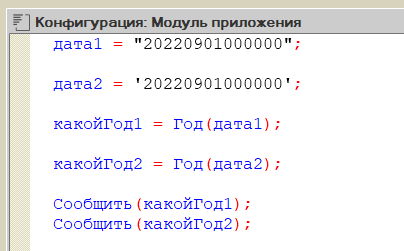 Конфигурация: Модуль приложения
дата1 = "20220901000000";
дата2 = '20220901000000';
какойГод1 = Год(дата1);
какойГод2 = Год(дата2);
Сообщить(какойГод1);
Сообщить(какойГод2);